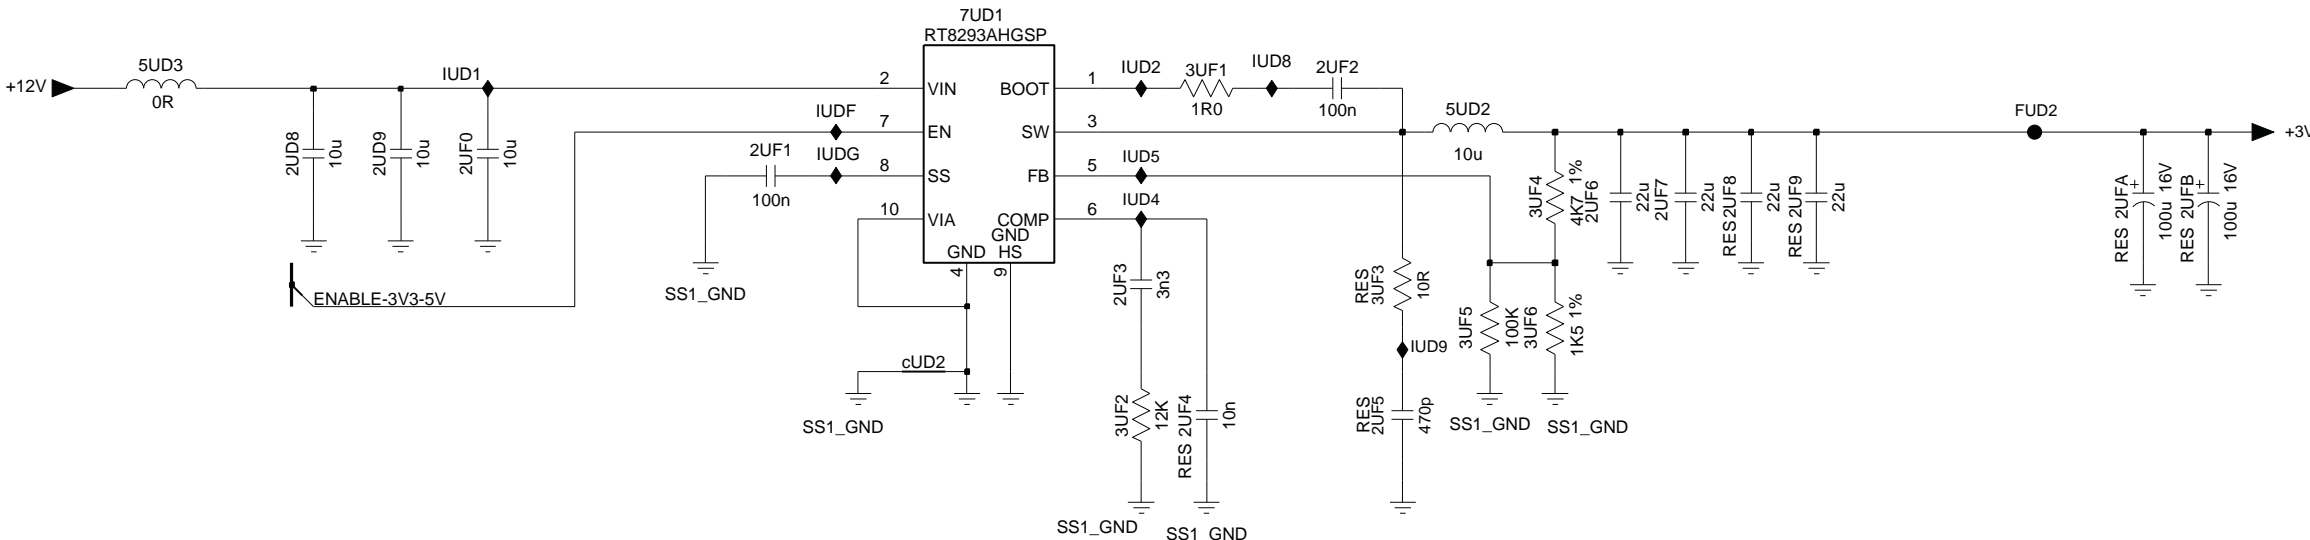 7UD1
RT8293AHGSP
+12V
5UD3
0R
IUD1
2
VIN
BOOT
1
IUD2
3UF1
1R0
IUD8
2UF2
100n
2UD8
10u
2UD9
10u
2UF0
10u
IUDF
7
EN
SW
3
5UD2
10u
FUD2
+3V
2UF1
100n
IUDG
8
SS
FB
5
IUD5
10
VIA
COMP
6
IUD4
GND
GND
HS
4
9
SS1_GND
ENABLE-3V3-5V
cUD2
SS1_GND
2UF3
3n3
3UF2
12K
RES 2UF4
10n
SS1_GND
SS1_GND
RES
3UF3
10R
IUD9
RES
2UF5
470p
3UF4
4K7 1%
3UF5
100K
3UF6
1K5 1%
SS1_GND
SS1_GND
2UF6
22u
2UF7
22u
RES 2UF8
22u
RES 2UF9
22u
RES 2UFA
+
100u 16V
RES 2UFB
+
100u 16V